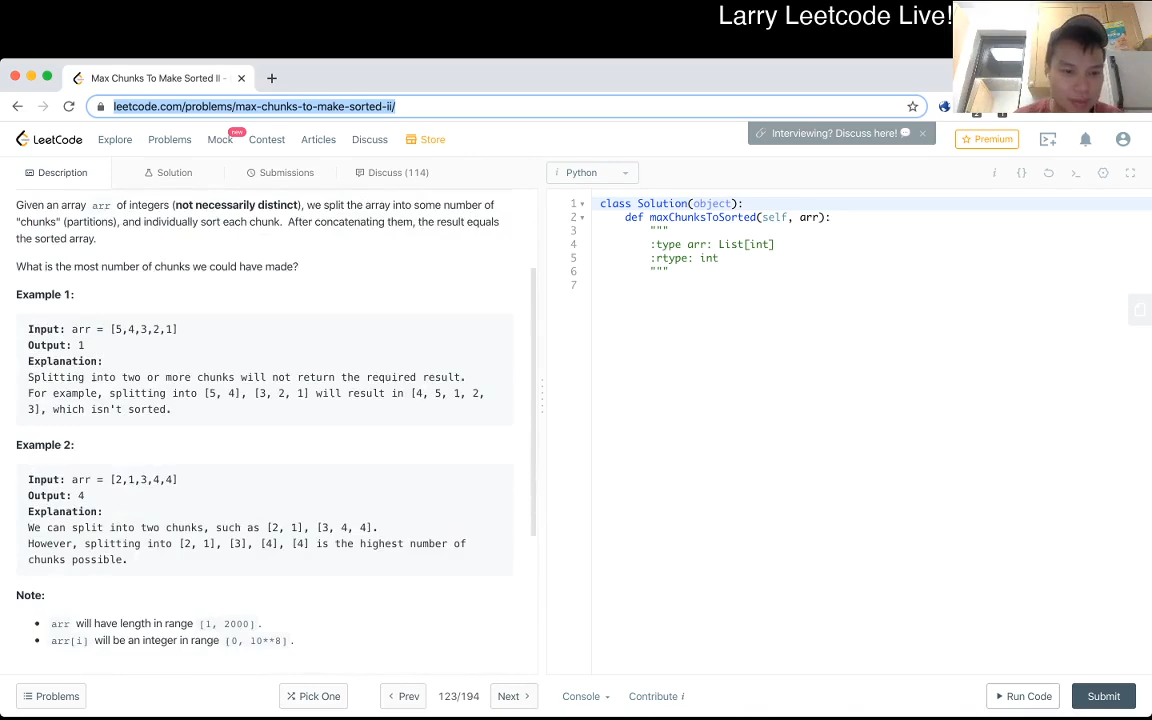 Larry Leetcode Live!
Max Chunks To Make Sorted II -
leetcode.com/problems/max-chunks-to-make-sorted-ii/
LeetCode Explore Problems Mock new Contest Articles Discuss Store Interviewing? Discuss here! Premium
Description Solution Submissions Discuss (114) i Python
Given an array arr of integers (not necessarily distinct), we split the array into some number of
"chunks" (partitions), and individually sort each chunk. After concatenating them, the result equals
the sorted array.
What is the most number of chunks we could have made?
Example 1:
Input: arr = [5,4,3,2,1]
Output: 1
Explanation:
Splitting into two or more chunks will not return the required result.
For example, splitting into [5, 4], [3, 2, 1] will result in [4, 5, 1, 2,
3], which isn't sorted.
Example 2:
Input: arr = [2,1,3,4,4]
Output: 4
Explanation:
We can split into two chunks, such as [2, 1], [3, 4, 4].
However, splitting into [2, 1], [3], [4], [4] is the highest number of
chunks possible.
Note:
arr will have length in range [1, 2000].
arr[i] will be an integer in range [0, 10**8].
1 class Solution(object):
2 def maxChunksToSorted(self, arr):
3 """
4 :type arr: List[int]
5 :rtype: int
6 """
7
Problems Pick One Prev 123/194 Next Console Contribute i Run Code Submit